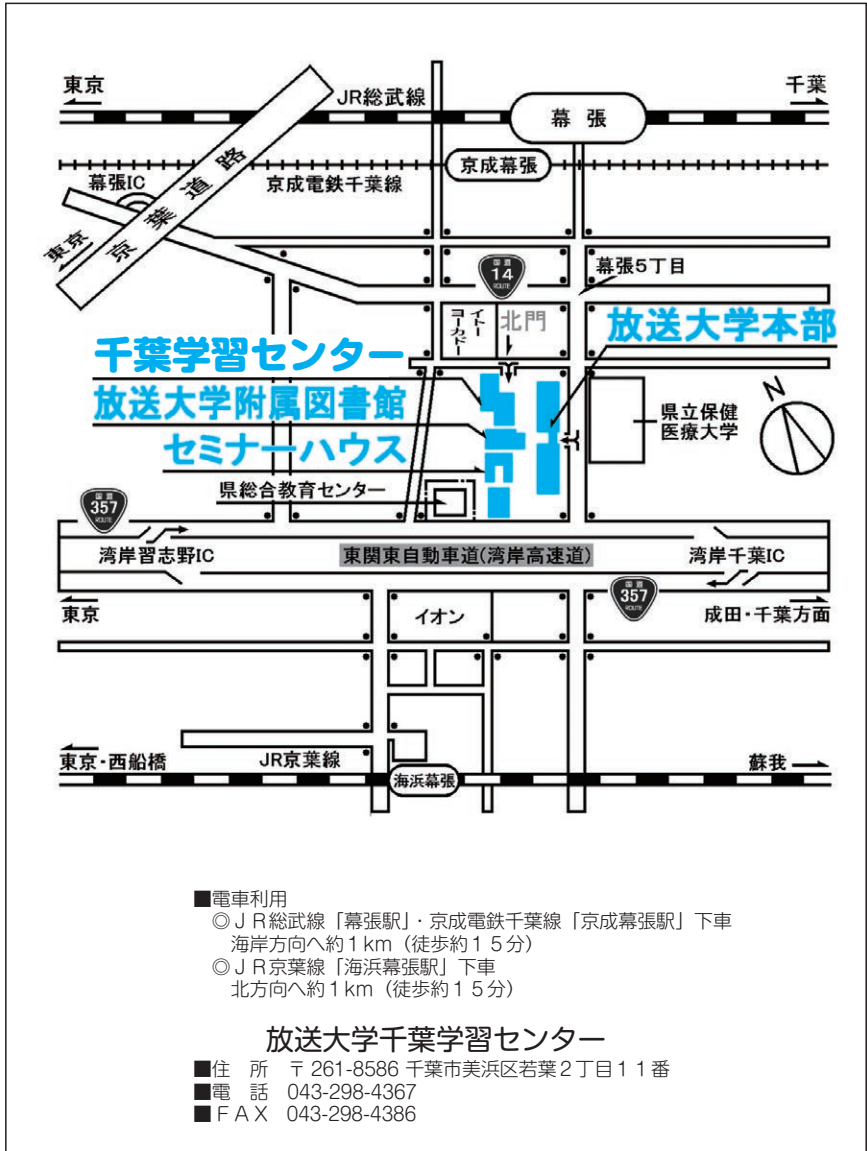 東京
JR総武線
千葉
幕張
京成幕張
幕張IC
京成電鉄千葉線
京葉道路
東京
国道
14
ROUTE
幕張5丁目
イトーヨーカドー
北門
放送大学本部
千葉学習センター
放送大学附属図書館
セミナーハウス
県立保健
医療大学
N
県総合教育センター
国道
357
ROUTE
湾岸習志野IC
東関東自動車道(湾岸高速道)
湾岸千葉IC
国道
357
ROUTE
東京
イオン
成田・千葉方面
東京・西船橋
JR京葉線
海浜幕張
蘇我
■電車利用
◎ＪＲ総武線「幕張駅」・京成電鉄千葉線「京成幕張駅」下車
海岸方向へ約１km（徒歩約１５分）
◎ＪＲ京葉線「海浜幕張駅」下車
北方向へ約１km（徒歩約１５分）
放送大学千葉学習センター
■住　所　〒261-8586 千葉市美浜区若葉２丁目１１番
■電　話　043-298-4367
■ＦＡＸ　043-298-4386